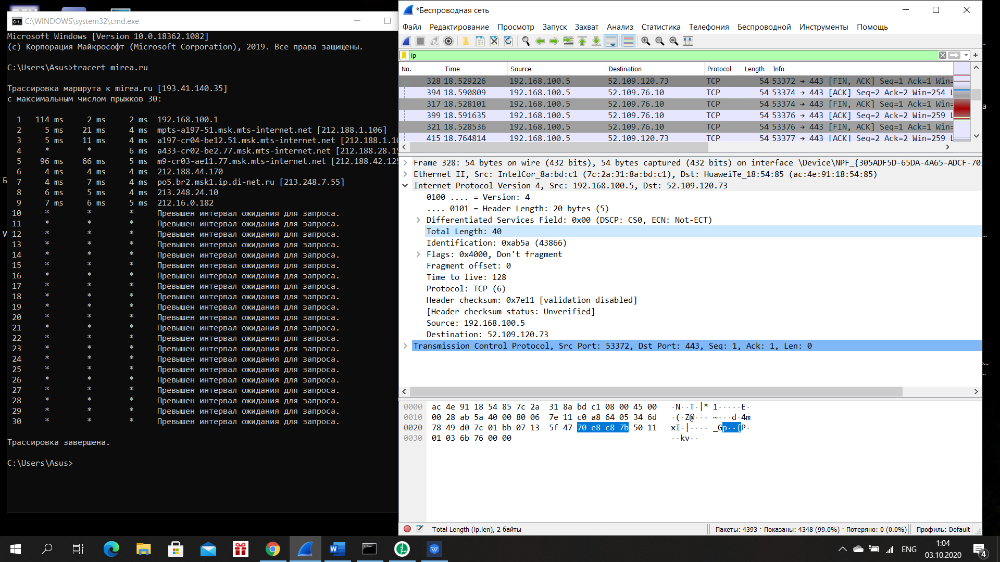 C:\WINDOWS\system32\cmd.exe
Microsoft Windows [Version 10.0.18362.1082]
(c) Корпорация Майкрософт (Microsoft Corporation), 2019. Все права защищены.
C:\Users\Asus>tracert mirea.ru
Трассировка маршрута к mirea.ru [193.41.140.35]
с максимальным числом прыжков 30:
1 114 ms 2 ms 2 ms 192.168.100.1
2 5 ms 21 ms 4 ms mpts-a197-51.msk.mts-internet.net [212.188.1.106]
3 5 ms 11 ms 4 ms a197-cr04-be12.51.msk.mts-internet.net [212.188.1.10
4 * * 6 ms a433-cr02-be2.77.msk.mts-internet.net [212.188.28.15
5 96 ms 66 ms 5 ms m9-cr03-ae11.77.msk.mts-internet.net [212.188.42.125
6 4 ms 4 ms 4 ms 212.188.44.170
7 4 ms 7 ms 4 ms po5.br2.msk1.ip.di-net.ru [213.248.7.55]
8 6 ms 5 ms 4 ms 213.248.24.10
9 7 ms 6 ms 5 ms 212.16.0.182
10 * * * Превышен интервал ожидания для запроса.
11 * * * Превышен интервал ожидания для запроса.
12 * * * Превышен интервал ожидания для запроса.
13 * * * Превышен интервал ожидания для запроса.
14 * * * Превышен интервал ожидания для запроса.
15 * * * Превышен интервал ожидания для запроса.
16 * * * Превышен интервал ожидания для запроса.
17 * * * Превышен интервал ожидания для запроса.
18 * * * Превышен интервал ожидания для запроса.
19 * * * Превышен интервал ожидания для запроса.
20 * * * Превышен интервал ожидания для запроса.
21 * * * Превышен интервал ожидания для запроса.
22 * * * Превышен интервал ожидания для запроса.
23 * * * Превышен интервал ожидания для запроса.
24 * * * Превышен интервал ожидания для запроса.
25 * * * Превышен интервал ожидания для запроса.
26 * * * Превышен интервал ожидания для запроса.
27 * * * Превышен интервал ожидания для запроса.
28 * * * Превышен интервал ожидания для запроса.
29 * * * Превышен интервал ожидания для запроса.
30 * * * Превышен интервал ожидания для запроса.
Трассировка завершена.
C:\Users\Asus>
*Беспроводная сеть
Файл Редактирование Просмотр Запуск Захват Анализ Статистика Телефония Беспроводной Инструменты Помощь
ip
No. Time Source Destination Protocol Length Info
328 18.529226 192.168.100.5 52.109.120.73 TCP 54 53372 → 443 [FIN, ACK] Seq=1 Ack=1 Win=
394 18.590809 192.168.100.5 52.109.76.10 TCP 54 53374 → 443 [ACK] Seq=2 Ack=2 Win=254 L
317 18.528101 192.168.100.5 52.109.76.10 TCP 54 53374 → 443 [FIN, ACK] Seq=1 Ack=1 Win=
399 18.591635 192.168.100.5 52.109.76.10 TCP 54 53376 → 443 [ACK] Seq=2 Ack=2 Win=259 L
321 18.528536 192.168.100.5 52.109.76.10 TCP 54 53376 → 443 [FIN, ACK] Seq=1 Ack=1 Win=
415 18.764814 192.168.100.5 52.109.120.73 TCP 54 53377 → 443 [ACK] Seq=2 Ack=2 Win=259 L
Frame 328: 54 bytes on wire (432 bits), 54 bytes captured (432 bits) on interface \Device\NPF_{305ADF5D-65DA-4A65-ADCF-70
Ethernet II, Src: IntelCor_8a:bd:c1 (7c:2a:31:8a:bd:c1), Dst: HuaweiTe_18:54:85 (ac:4e:91:18:54:85)
Internet Protocol Version 4, Src: 192.168.100.5, Dst: 52.109.120.73
0100 .... = Version: 4
.... 0101 = Header Length: 20 bytes (5)
Differentiated Services Field: 0x00 (DSCP: CS0, ECN: Not-ECT)
Total Length: 40
Identification: 0xab5a (43866)
Flags: 0x4000, Don't fragment
Fragment offset: 0
Time to live: 128
Protocol: TCP (6)
Header checksum: 0x7e11 [validation disabled]
[Header checksum status: Unverified]
Source: 192.168.100.5
Destination: 52.109.120.73
Transmission Control Protocol, Src Port: 53372, Dst Port: 443, Seq: 1, Ack: 1, Len: 0
0000 ac 4e 91 18 54 85 7c 2a 31 8a bd c1 08 00 45 00 ·N··T·|* 1·····E·
0010 00 28 ab 5a 40 00 80 06 7e 11 c0 a8 64 05 34 6d ·(·Z@··· ~···d·4m
0020 78 49 d0 7c 01 bb 07 13 5f 47 70 e8 c8 7b 50 11 xI·|···· _Gp··{P·
0030 01 03 6b 76 00 00 ··kv··
Total Length (ip.len), 2 байты
Пакеты: 4393 · Показаны: 4348 (99.0%) · Потеряно: 0 (0.0%)
Профиль: Default
ENG
1:04
03.10.2020
4